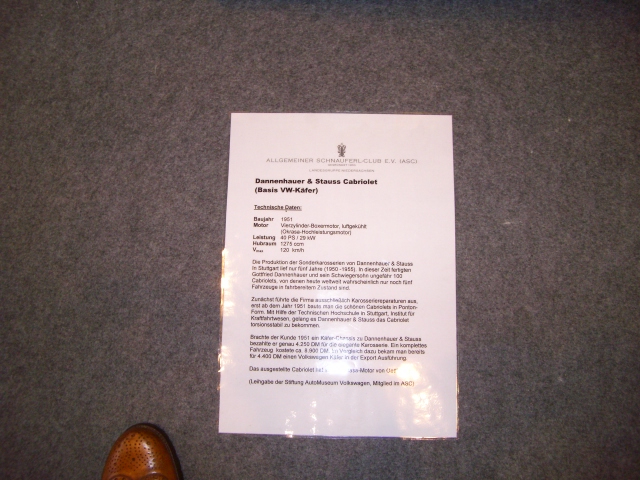 ALLGEMEINER SCHNAUFERL-CLUB E.V. (ASC)
Dannenhauer & Stauss Cabriolet
(Basis VW-Käfer)
Technische Daten:
Baujahr 1951
Motor Vierzylinder-Boxermotor, luftgekühlt
(Okrasa-Hochleistungsmotor)
Leistung 40 PS / 29 kW
Hubraum 1275 ccm
Vmax 120 km/h
Die Produktion der Sonderkarosserien von Dannenhauer & Stauss
in Stuttgart lief nur fünf Jahre (1950 -1955). In dieser Zeit fertigten
Gottfried Dannenhauer und sein Schwiegersohn ungefähr 100
Cabriolets, von denen heute weltweit wahrscheinlich nur noch fünf
Fahrzeuge in fahrbereitem Zustand sind.
Zunächst führte die Firma ausschließlich Karosseriereparaturen aus,
erst ab dem Jahr 1951 baute man die schönen Cabriolets in Ponton-
Form. Mit Hilfe der Technischen Hochschule in Stuttgart, Institut für
Kraftfahrtwesen, gelang es Dannenhauer & Stauss das Cabriolet
torsionsstabil zu bekommen.
Brachte der Kunde 1951 ein Käfer-Chassis zu Dannenhauer & Stauss
bezahlte er genau 4.250 DM für die elegante Karosserie. Ein komplettes
Fahrzeug kostete ca. 8.900 DM. Im Vergleich dazu bekam man bereits
für 4.400 DM einen Volkswagen Käfer in der Export Ausführung.
Das ausgestellte Cabriolet -Motor von
(Leihgabe der Stiftung AutoMuseum Volkswagen, Mitglied im ASC)